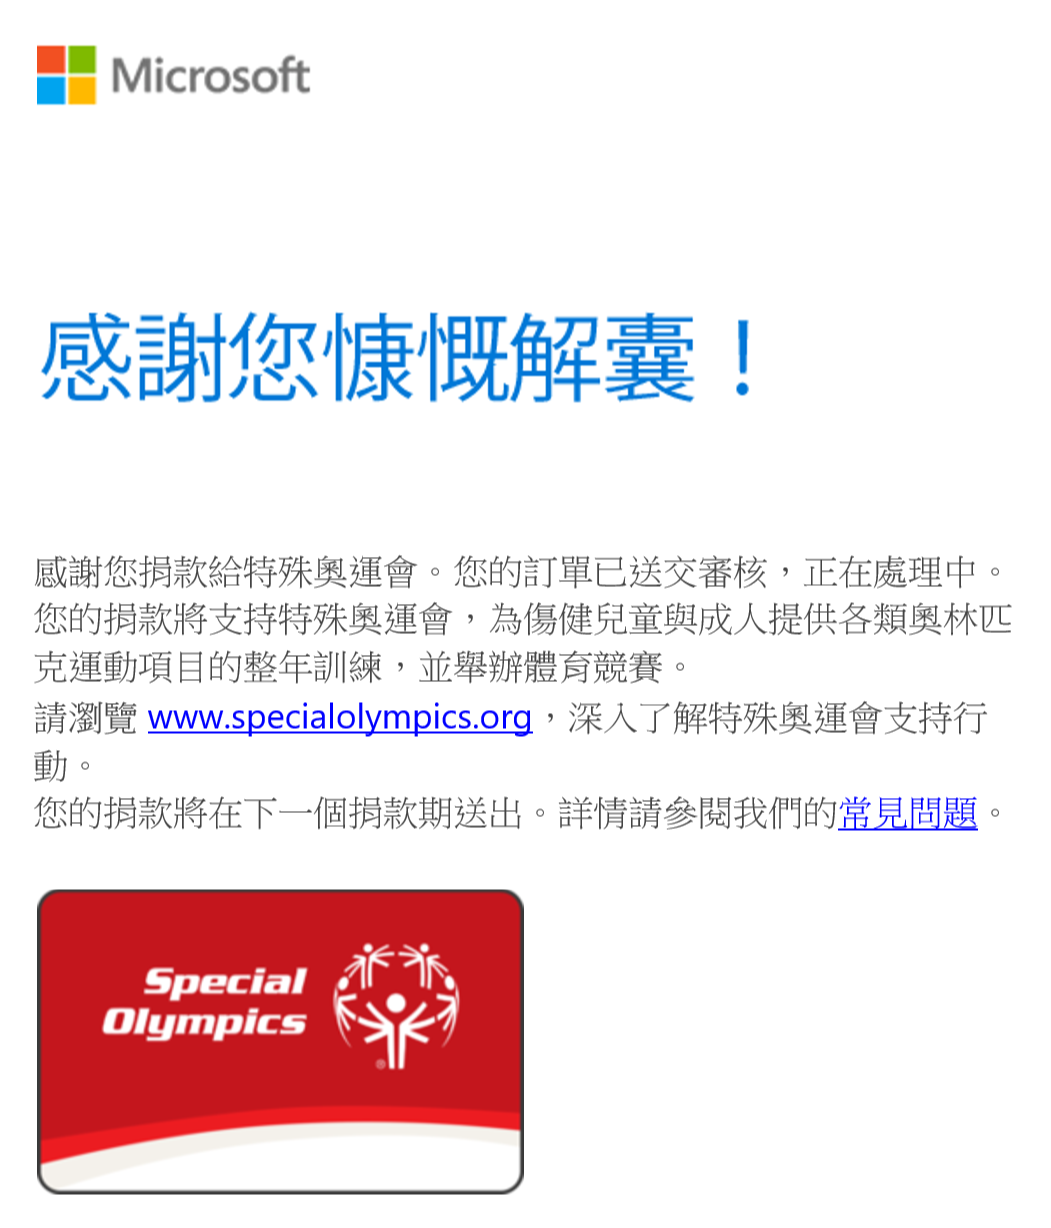 Microsoft
感謝您慷慨解囊！
感謝您捐款給特殊奧運會。您的訂單已送交審核，正在處理中。
您的捐款將支持特殊奧運會，為傷健兒童與成人提供各類奧林匹
克運動項目的整年訓練，並舉辦體育競賽。
請瀏覽 www.specialolympics.org，深入了解特殊奧運會支持行
動。
您的捐款將在下一個捐款期送出。詳情請參閱我們的常見問題。
Special
Olympics
®